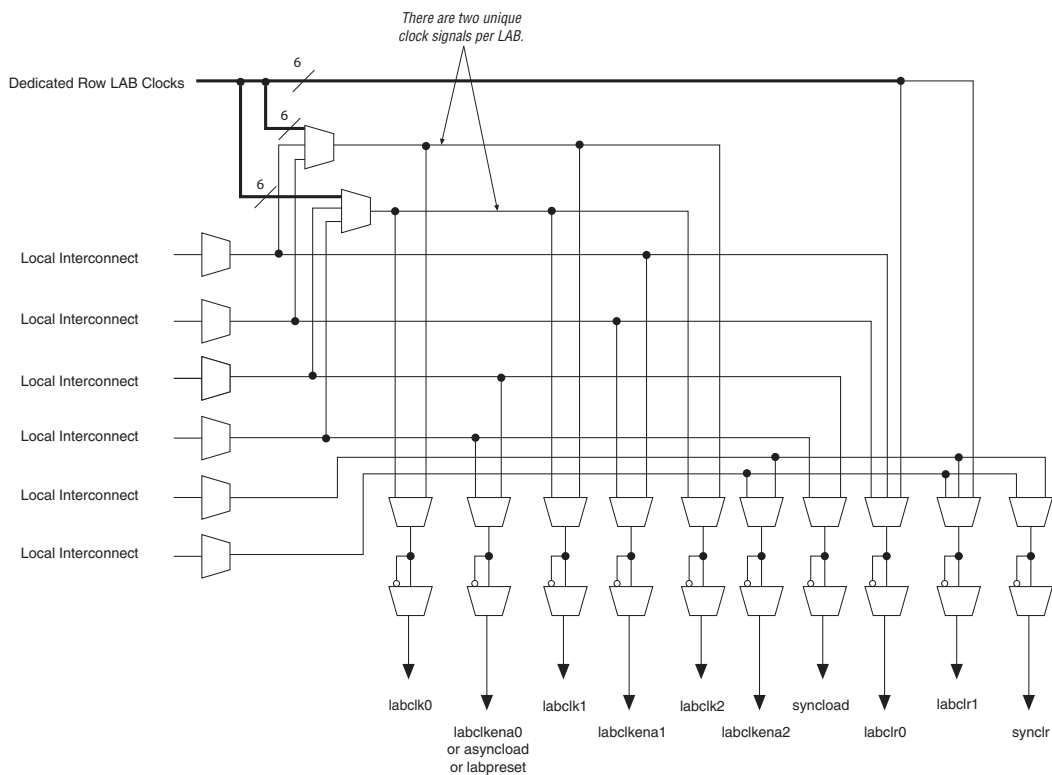 There are two unique
clock signals per LAB.
6
Dedicated Row LAB Clocks
6
6
Local Interconnect
Local Interconnect
Local Interconnect
Local Interconnect
Local Interconnect
Local Interconnect
labclk0
labclk1
labclk2
syncload
labclr1
labclkena0
or asyncload
or labpreset
labclkena1
labclkena2
labclr0
synclr